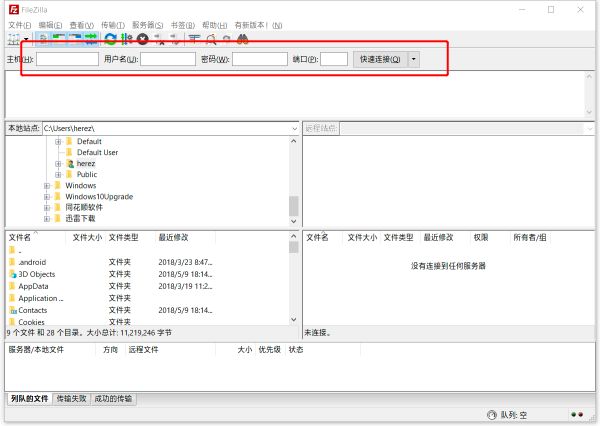 FileZilla
文件(F) 编辑(E) 查看(V) 传输(T) 服务器(S) 书签(B) 帮助(H) 有新版本! (N)
主机(H): 用户名(U): 密码(W): 端口(P): 快速连接(Q)
本地站点: C:\Users\herez\ 远程站点:
Default
Default User
herez
Public
Windows
Windows10Upgrade
同花顺软件
迅雷下载
文件名 文件大小 文件类型 最近修改 文件名 文件大小 文件类型 最近修改 权限 所有者/组
..
.android 文件夹 2018/3/23 8:47... 没有连接到任何服务器
3D Objects 文件夹 2018/5/9 18:14...
AppData 文件夹 2018/3/19 11:2...
Application ... 文件夹
Contacts 文件夹 2018/5/9 18:14...
Cookies 文件夹
9 个文件 和 28 个目录。大小总计: 11,219,246 字节 未连接。
服务器/本地文件 方向 远程文件 大小 优先级 状态
列队的文件 传输失败 成功的传输
队列: 空